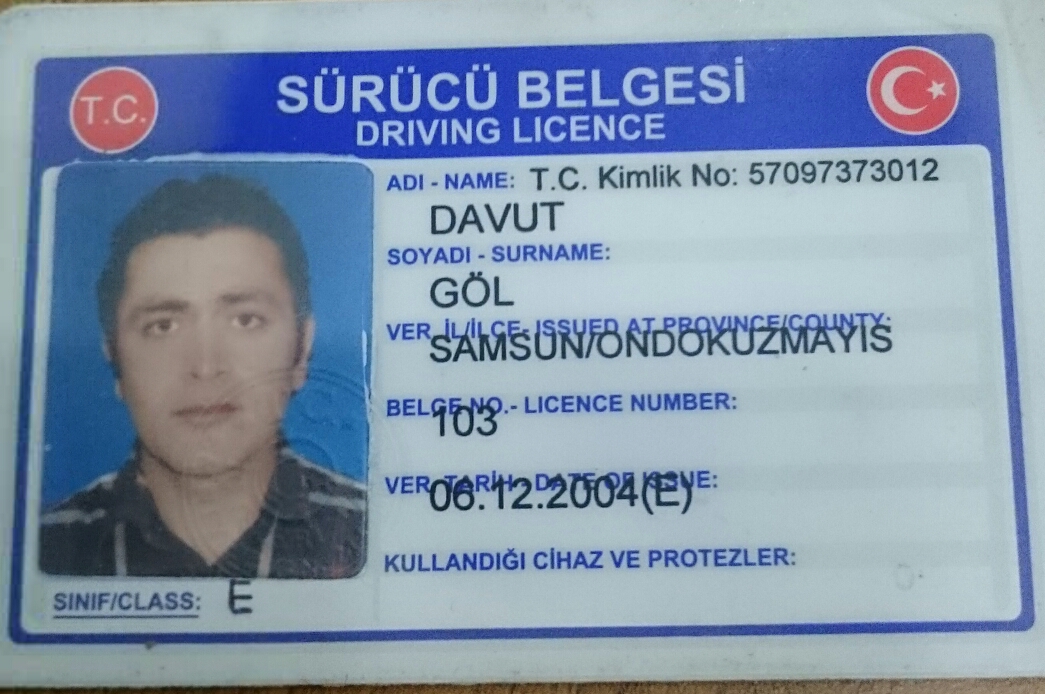 T.C.
SÜRÜCÜ BELGESİ
DRIVING LICENCE
ADI - NAME: T.C. Kimlik No: 57097373012
DAVUT
SOYADI - SURNAME:
GÖL
VER. İL/İLÇE- ISSUED AT PROVINCE/COUNTY:
SAMSUN/ONDOKUZMAYIS
BELGE NO.- LICENCE NUMBER:
103
VER. TARİH.- DATE OF ISSUE:
06.12.2004(E)
KULLANDIĞI CİHAZ VE PROTEZLER:
SINIF/CLASS: E